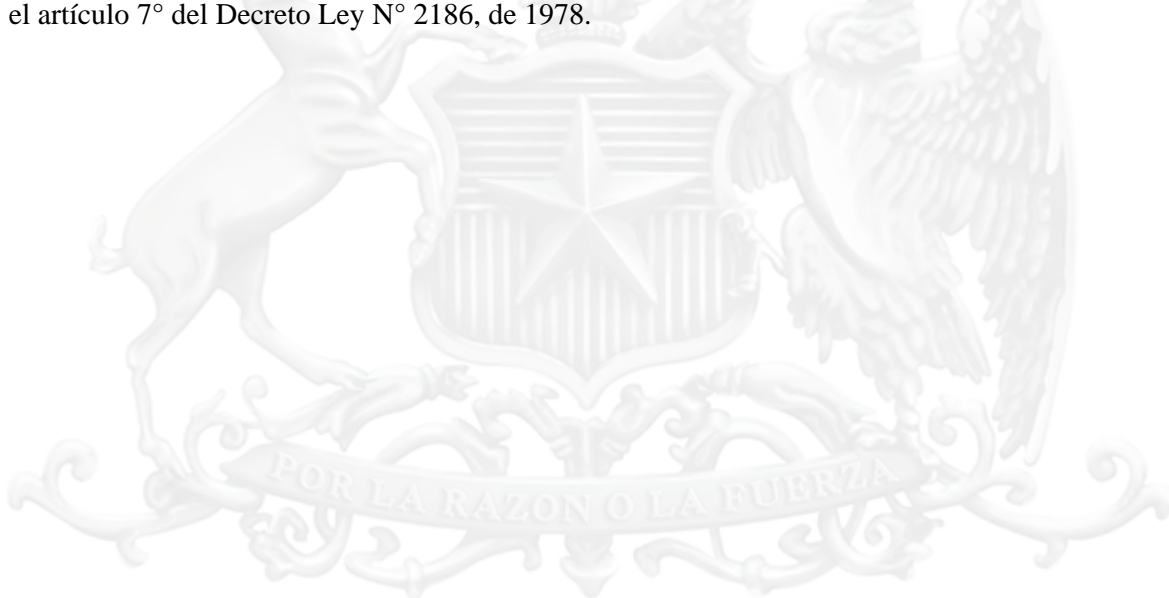 el artículo 7° del Decreto Ley N° 2186, de 1978.
POR LA RAZON O LA FUERZA